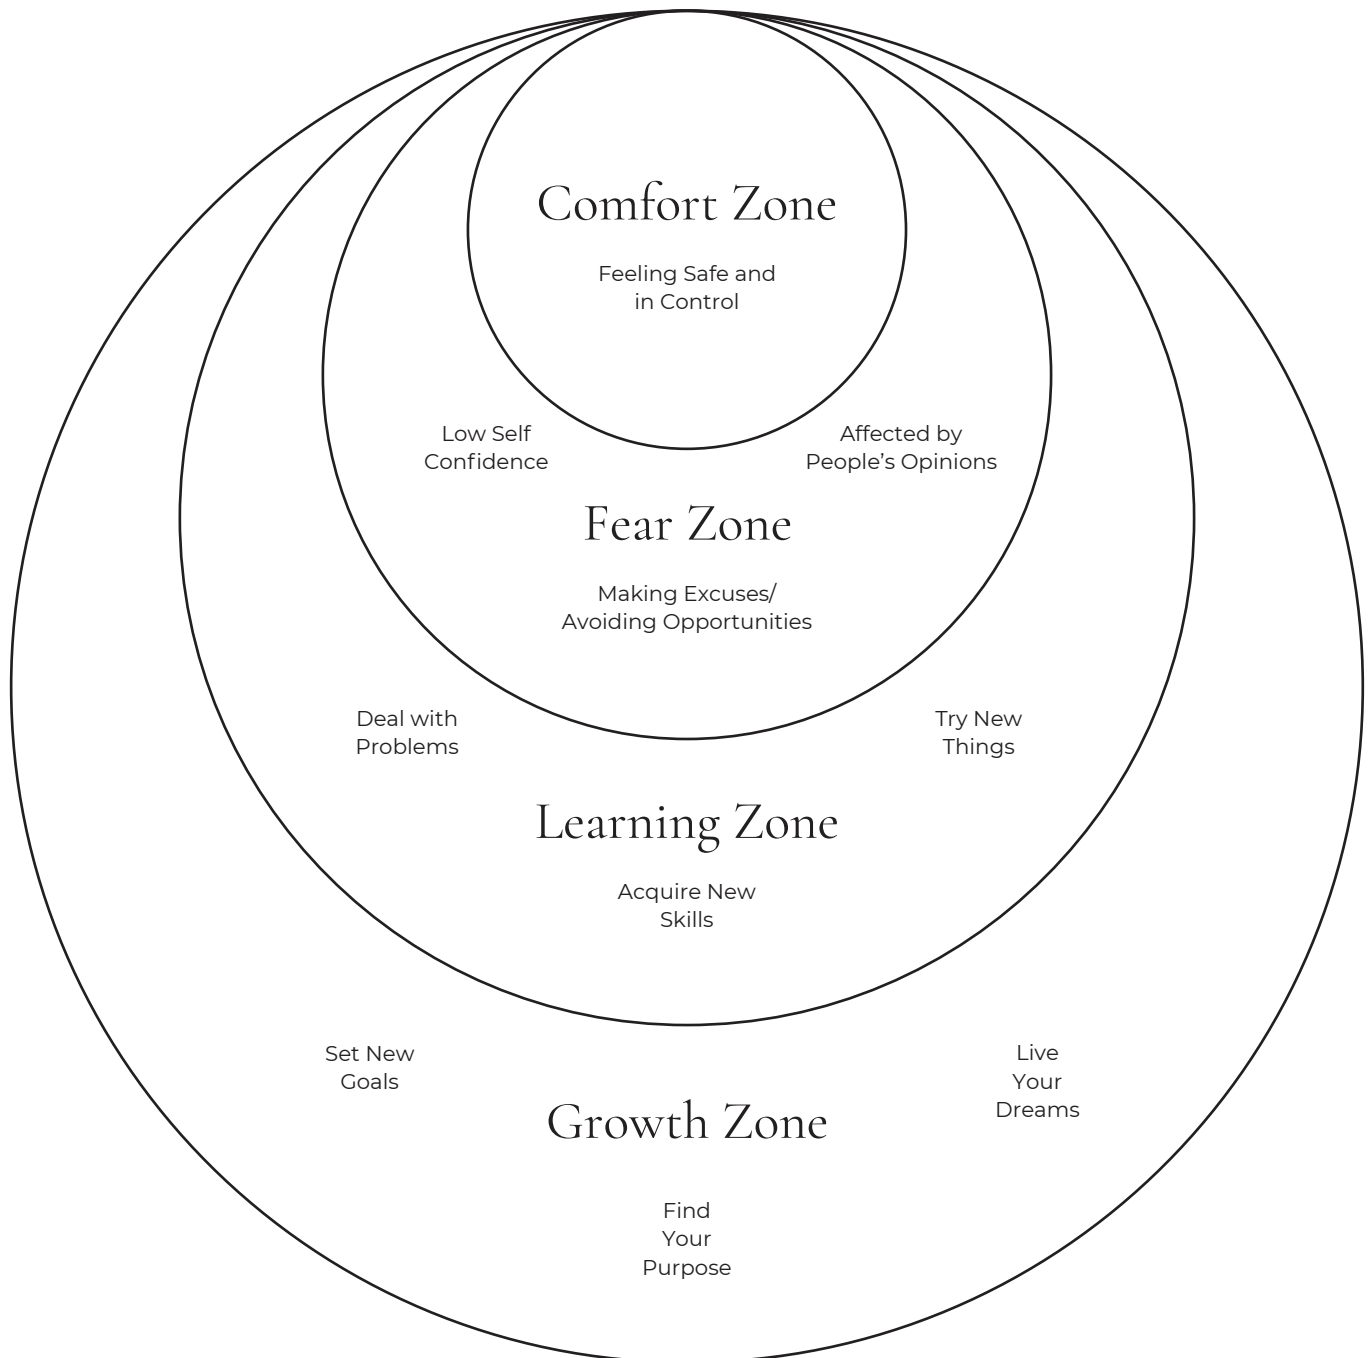 Comfort Zone
Feeling Safe and
in Control
Low Self
Confidence
Affected by
People’s Opinions
Fear Zone
Making Excuses/
Avoiding Opportunities
Deal with
Problems
Try New
Things
Learning Zone
Acquire New
Skills
Set New
Goals
Live
Your
Dreams
Growth Zone
Find
Your
Purpose